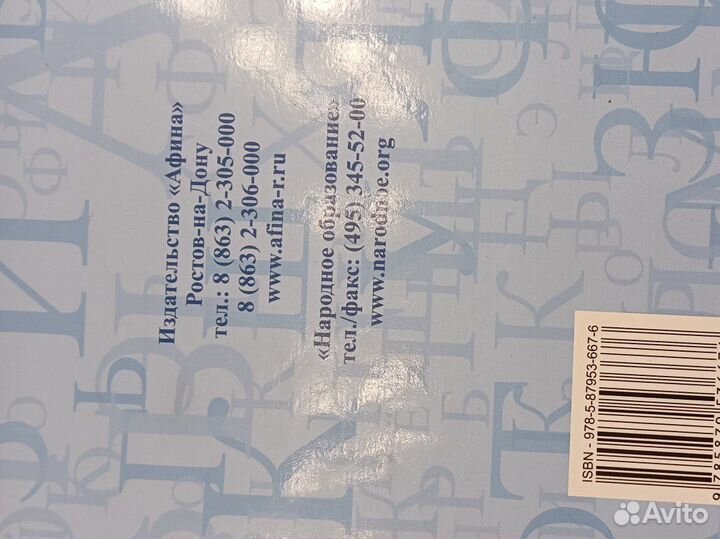 Издательство «Афина»
Ростов-на-Дону
тел.: 8 (863) 2-305-000
8 (863) 2-306-000
www.afina-r.ru
«Народное образование»
тел./факс: (495) 345-52-00
www.narodnoe.org
ISBN - 978-5-87953-667-6
Avito